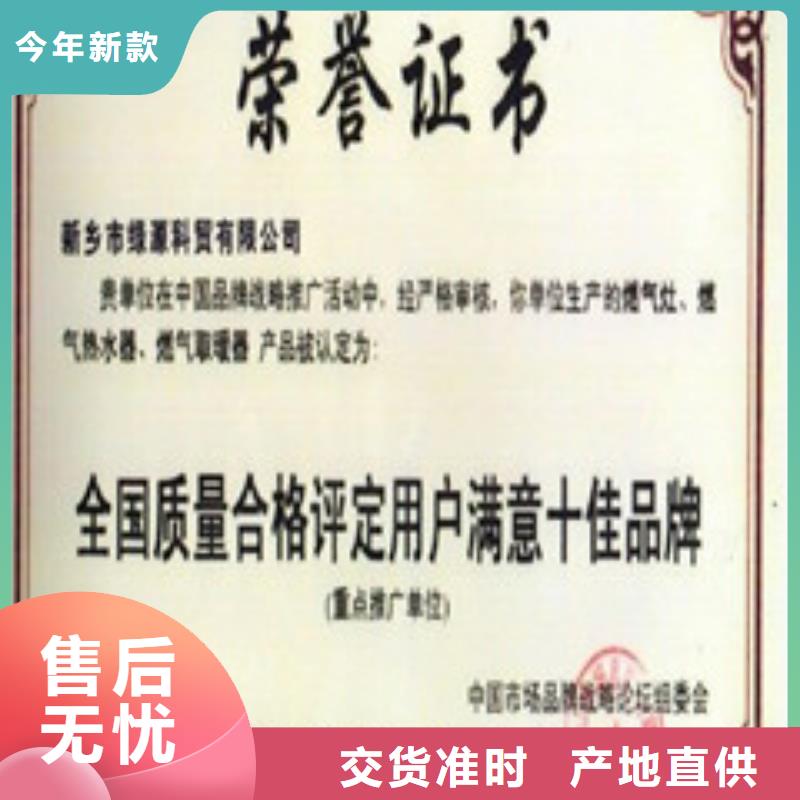 今年新款
荣誉证书
新乡市绿源科贸有限公司
贵单位在中国品牌战略推广活动中，经严格审核，你单位生产的燃气灶、燃
气热水器、燃气取暖器 产品被认定为：
全国质量合格评定用户满意十佳品牌
（重点推广单位）
中国市场品牌战略论坛组委会
售后
无忧
交货准时 产地直供